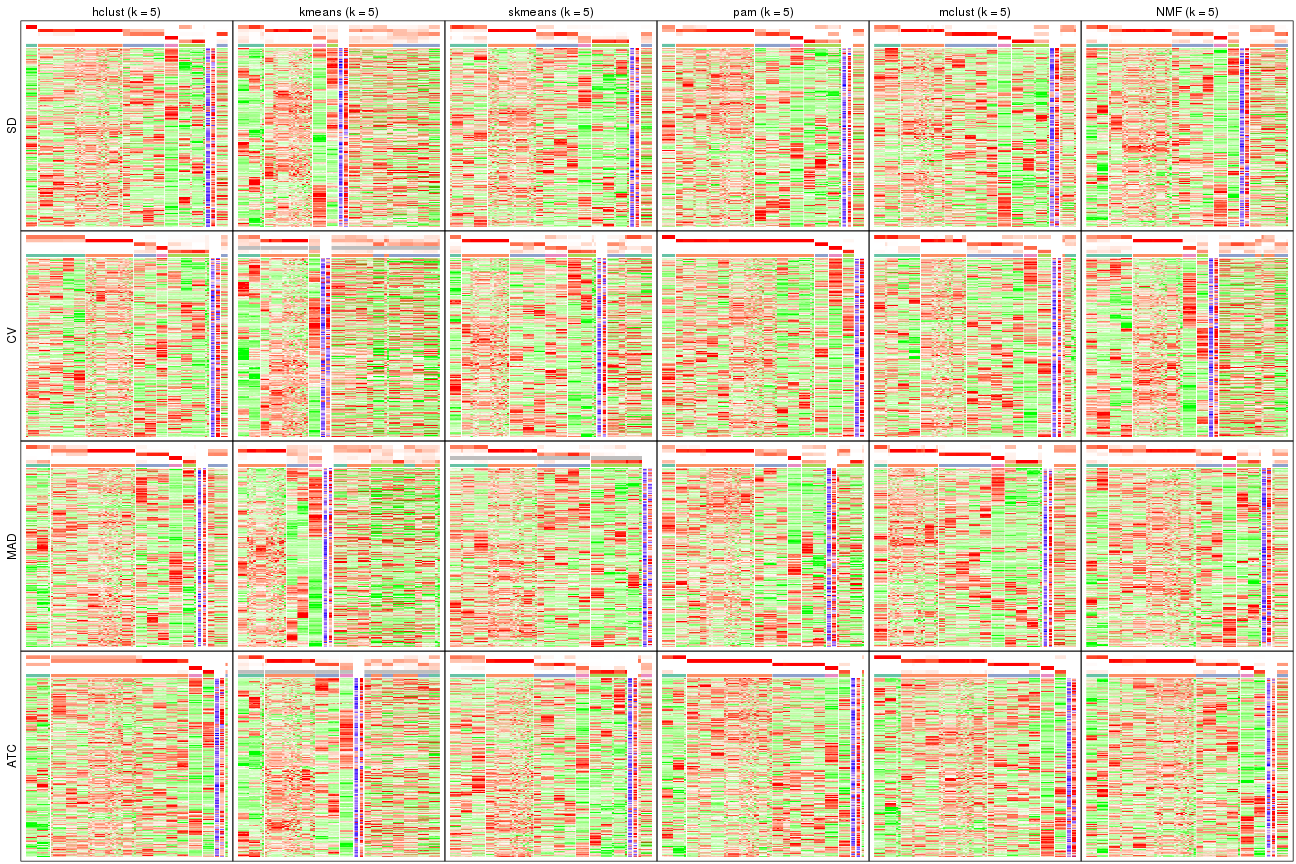 hclust (k = 5) kmeans (k = 5) skmeans (k = 5) pam (k = 5) mclust (k = 5) NMF (k = 5)
SD
CV
MAD
ATC